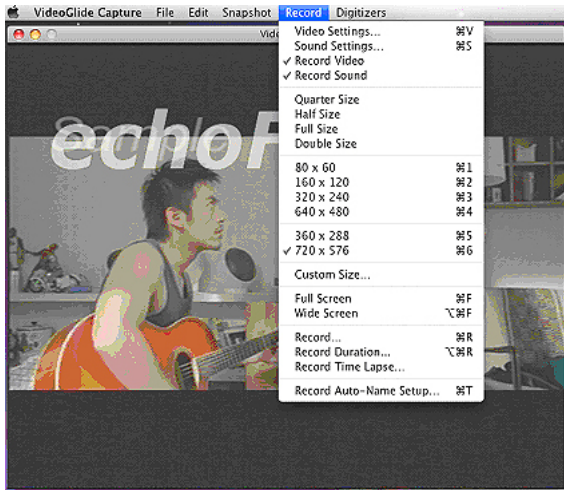 VideoGlide Capture File Edit Snapshot Record Digitizers
Vide
Video Settings... ⌘V
Sound Settings... ⌘S
✓ Record Video
✓ Record Sound
Quarter Size
Half Size
Full Size
Double Size
80 x 60 ⌘1
160 x 120 ⌘2
320 x 240 ⌘3
640 x 480 ⌘4
360 x 288 ⌘5
✓ 720 x 576 ⌘6
Custom Size...
Full Screen ⌘F
Wide Screen ⌥⌘F
Record... ⌘R
Record Duration... ⌥⌘R
Record Time Lapse...
Record Auto-Name Setup... ⌘T
Sample
echoF